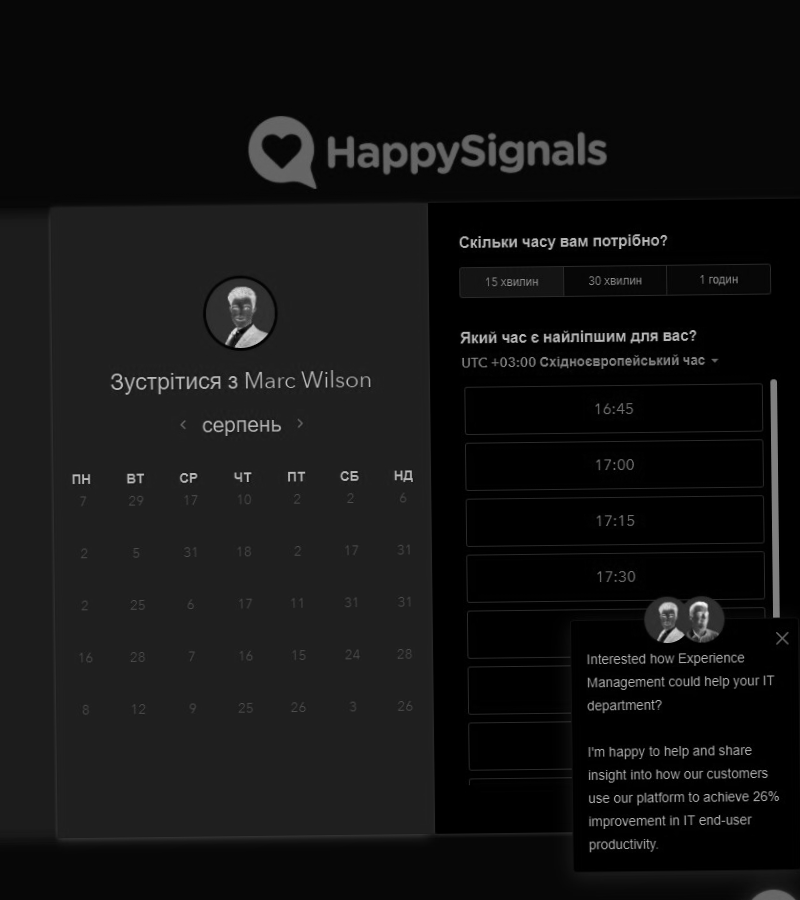 HappySignals
Зустрітися з Marc Wilson
серпень
ПН ВТ СР ЧТ ПТ СБ НД
7 29 17 10 2 2 6
2 5 31 18 2 17 31
2 25 6 17 11 31 31
16 28 7 16 15 24 28
8 12 9 25 26 3 26
Скільки часу вам потрібно?
15 хвилин 30 хвилин 1 годин
Який час є найліпшим для вас?
UTC +03:00 Східноєвропейський час
16:45
17:00
17:15
17:30
Interested how Experience
Management could help your IT
department?
I'm happy to help and share
insight into how our customers
use our platform to achieve 26%
improvement in IT end-user
productivity.